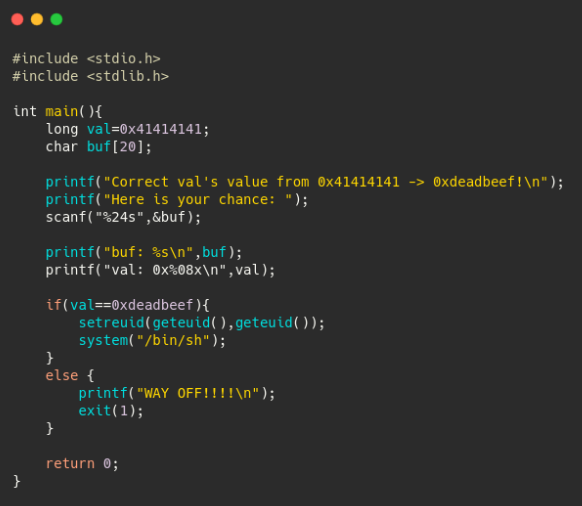 #include <stdio.h>
#include <stdlib.h>
int main(){
long val=0x41414141;
char buf[20];
printf("Correct val's value from 0x41414141 -> 0xdeadbeef!\n");
printf("Here is your chance: ");
scanf("%24s",&buf);
printf("buf: %s\n",buf);
printf("val: 0x%08x\n",val);
if(val==0xdeadbeef){
setreuid(geteuid(),geteuid());
system("/bin/sh");
}
else {
printf("WAY OFF!!!!\n");
exit(1);
}
return 0;
}